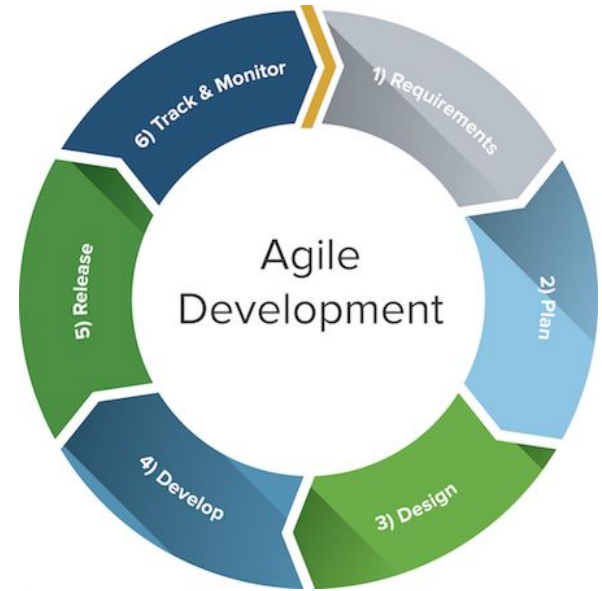 Agile
Development
1) Requirements
2) Plan
3) Design
4) Develop
5) Release
6) Track & Monitor